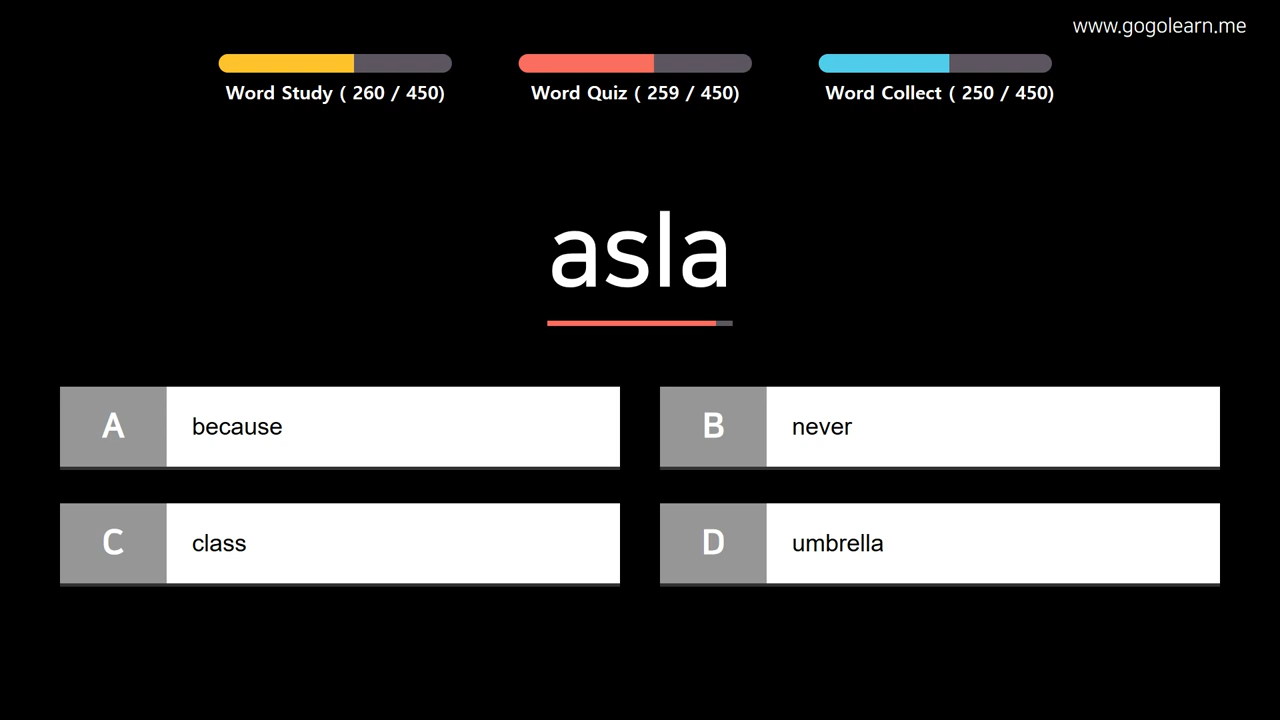 www.gogolearn.me
Word Study ( 260 / 450)
Word Quiz ( 259 / 450)
Word Collect ( 250 / 450)
asla
A
because
B
never
C
class
D
umbrella